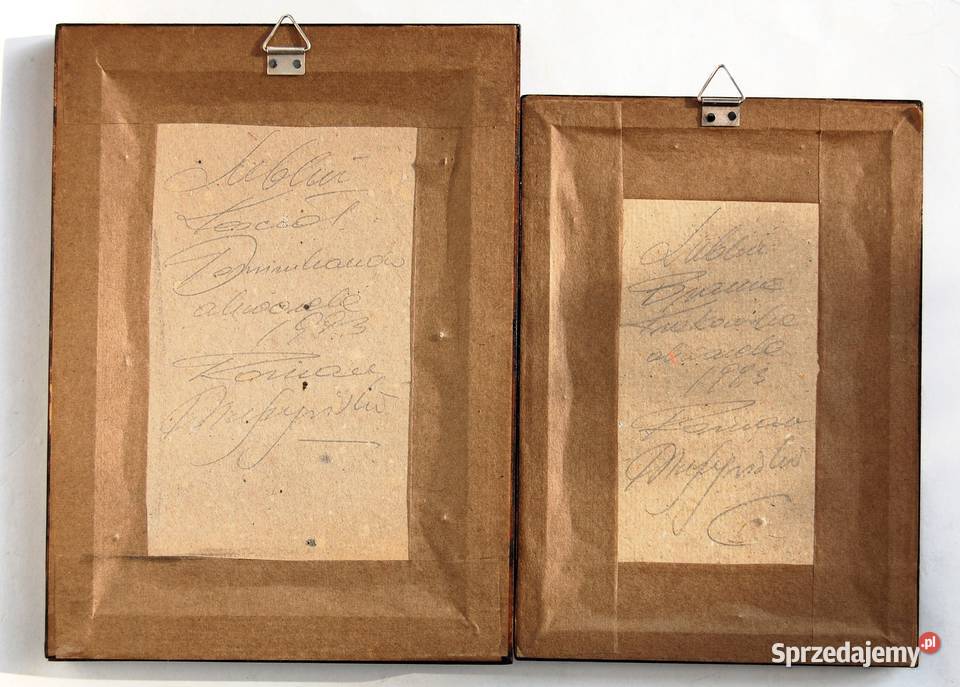 Lublin
Kościół
Dominikanów
akwarela
1993
Roman
Lublin
Brama
Krakowska
akwarela
1993
Roman
Sprzedajemy.pl